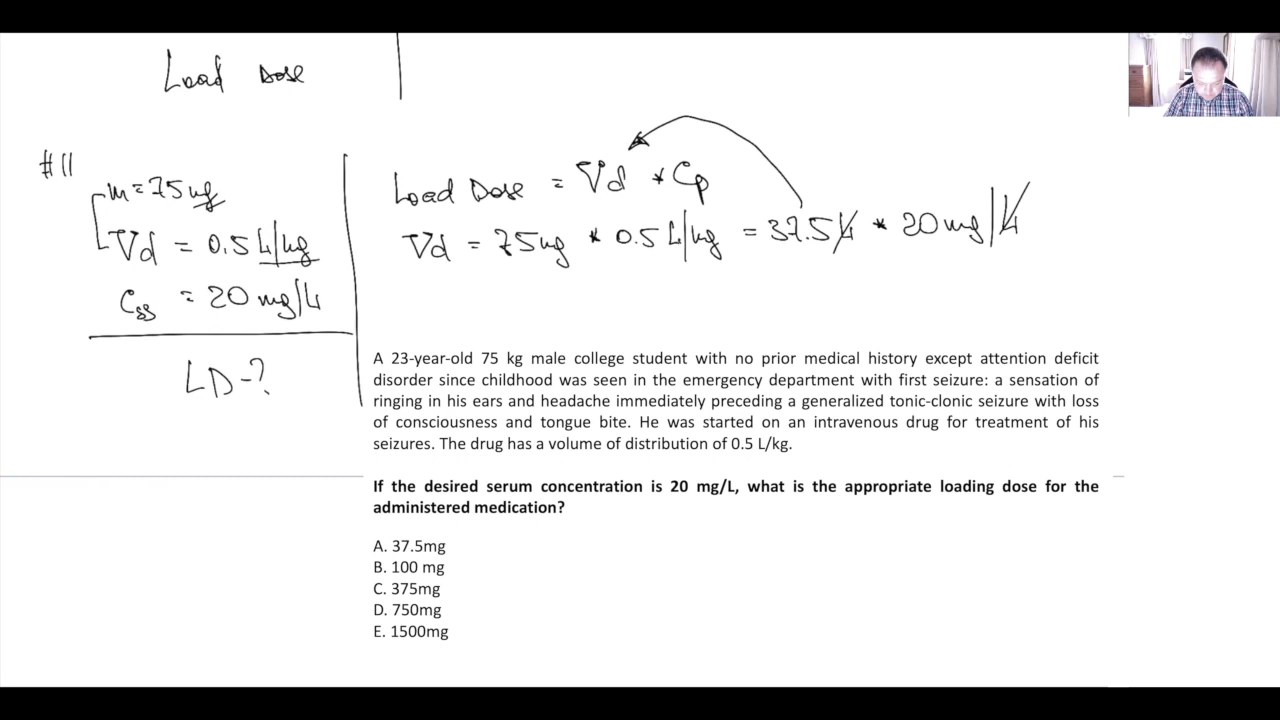 Load Dose
#11
m = 75 kg
Vd = 0.5 L/kg
Css = 20 mg/L
LD - ?
Load Dose = Vd * Cp
Vd = 75 kg * 0.5 L/kg = 37.5 L * 20 mg/L
A 23-year-old 75 kg male college student with no prior medical history except attention deficit
disorder since childhood was seen in the emergency department with first seizure: a sensation of
ringing in his ears and headache immediately preceding a generalized tonic-clonic seizure with loss
of consciousness and tongue bite. He was started on an intravenous drug for treatment of his
seizures. The drug has a volume of distribution of 0.5 L/kg.
If the desired serum concentration is 20 mg/L, what is the appropriate loading dose for the
administered medication?
A. 37.5mg
B. 100 mg
C. 375mg
D. 750mg
E. 1500mg